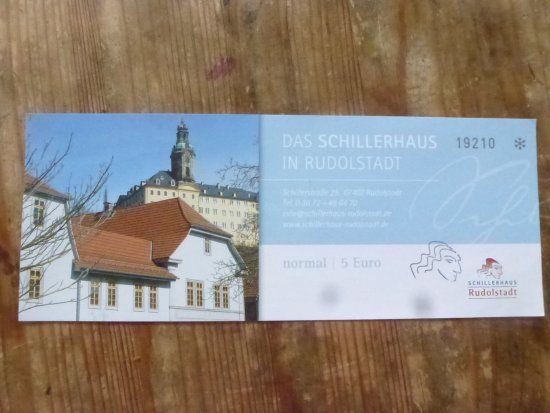 DAS SCHILLERHAUS 19210 *
IN RUDOLSTADT
Schillerstraße 25, 07407 Rudolstadt
info@schillerhaus-rudolstadt.de
www.schillerhaus-rudolstadt.de
normal | 5 Euro
SCHILLERHAUS
Rudolstadt